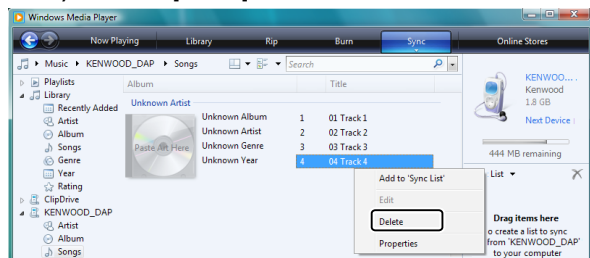 Windows Media Player
Now Playing Library Rip Burn Sync Online Stores
Music KENWOOD_DAP Songs Search
Playlists
Library
Recently Added
Artist
Album
Songs
Genre
Year
Rating
ClipDrive
KENWOOD_DAP
Artist
Album
Songs
Album Title
Unknown Artist
Paste Art Here
Unknown Album 1 01 Track 1
Unknown Artist 2 02 Track 2
Unknown Genre 3 03 Track 3
Unknown Year 4 04 Track 4
Add to 'Sync List'
Edit
Delete
Properties
KENWOO...
Kenwood
1.8 GB
Next Device
444 MB remaining
List
Drag items here
o create a list to sync
from 'KENWOOD_DAP'
to your computer